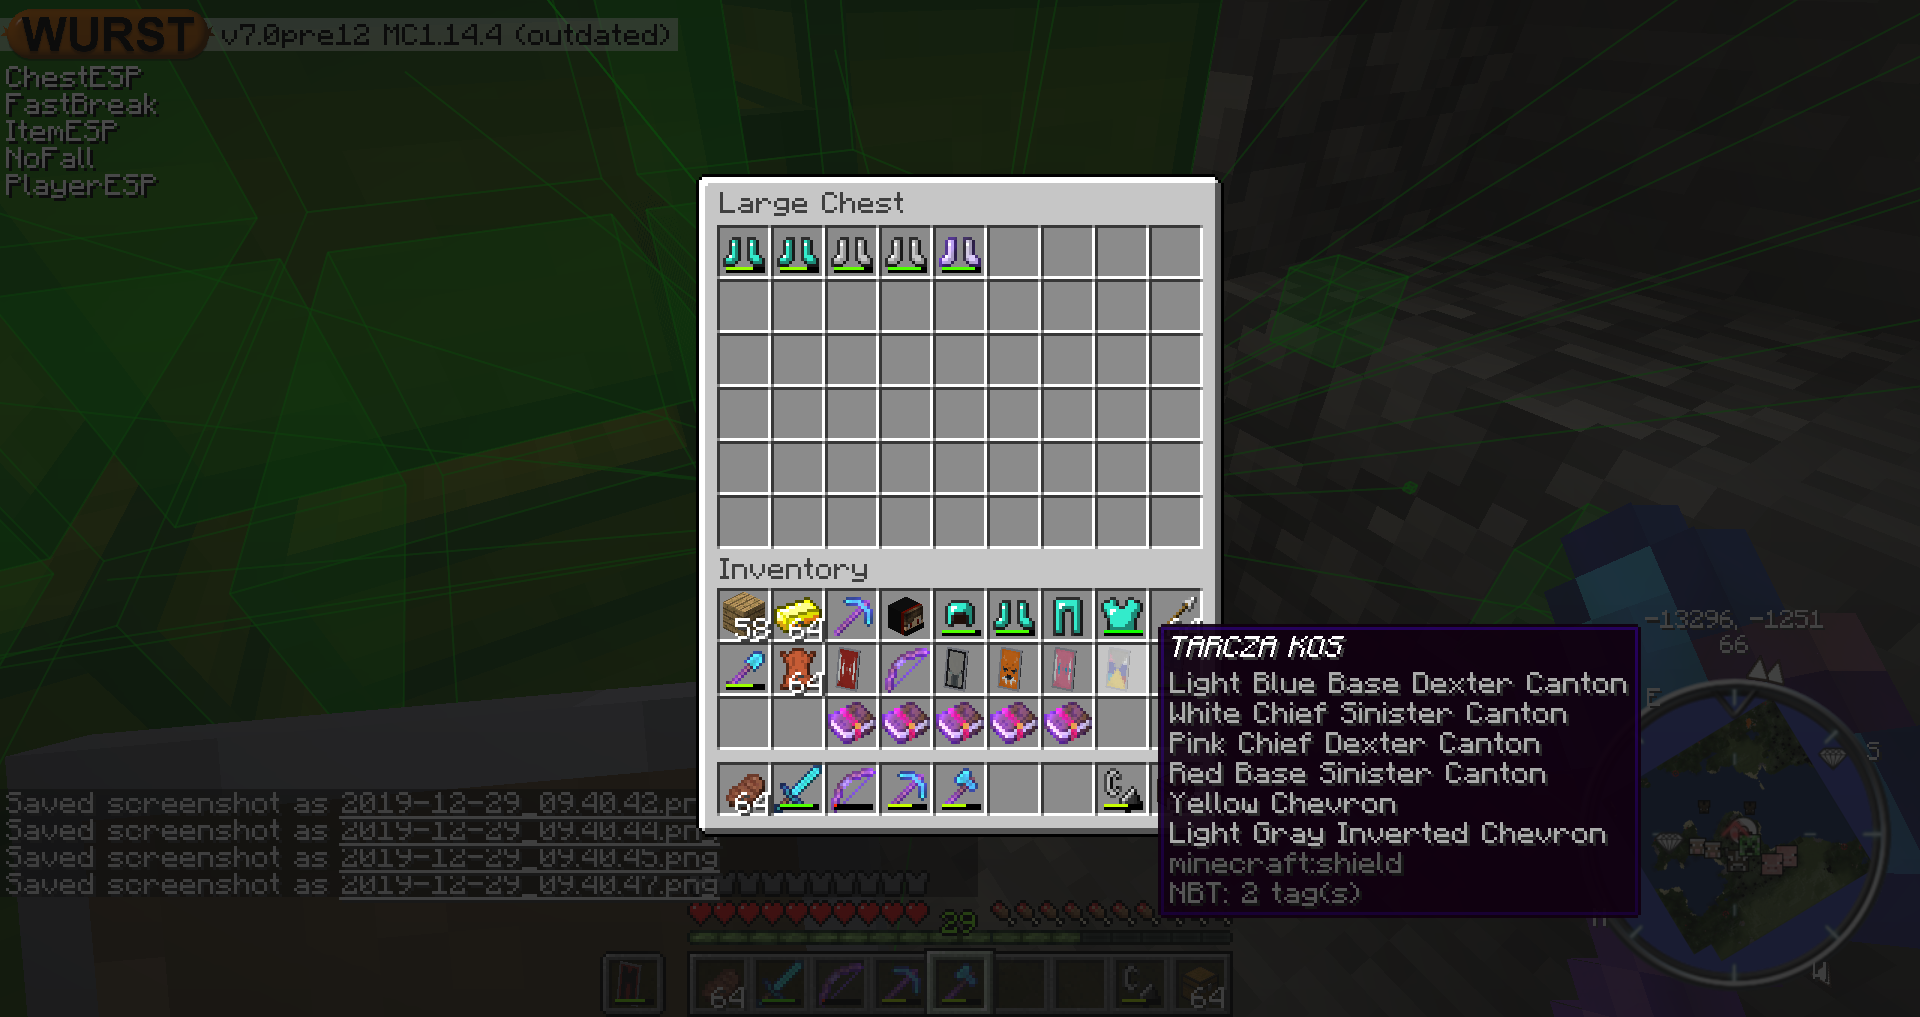 WURST v7.0pre12 MC1.14.4 (outdated)
ChestESP
FastBreak
ItemESP
NoFall
PlayerESP
Large Chest
Inventory
58
64
64
64
TARCZA KOS
Light Blue Base Dexter Canton
White Chief Sinister Canton
Pink Chief Dexter Canton
Red Base Sinister Canton
Yellow Chevron
Light Gray Inverted Chevron
minecraft:shield
NBT: 2 tag(s)
-13296, -1251
66
E
S
Saved screenshot as 2019-12-29_09.40.42.pn
Saved screenshot as 2019-12-29_09.40.44.png
Saved screenshot as 2019-12-29_09.40.45.png
Saved screenshot as 2019-12-29_09.40.47.png
29
64
64